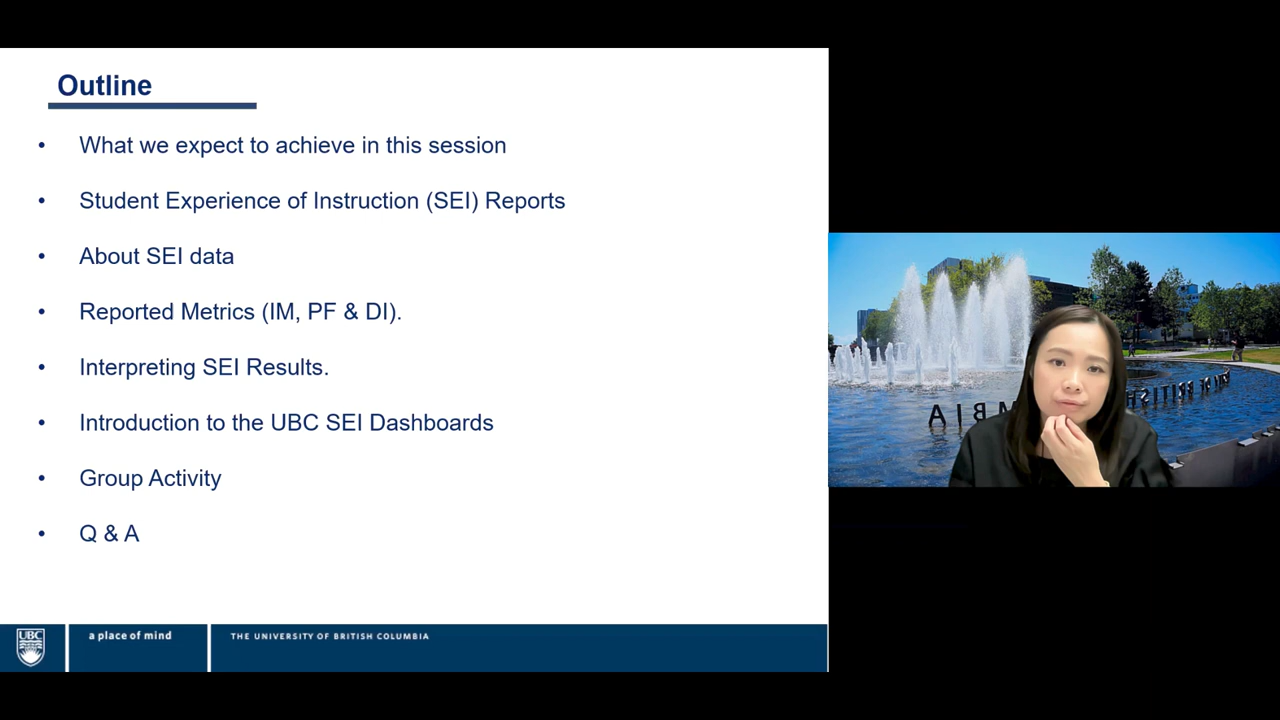 Outline
• What we expect to achieve in this session
• Student Experience of Instruction (SEI) Reports
• About SEI data
• Reported Metrics (IM, PF & DI).
• Interpreting SEI Results.
• Introduction to the UBC SEI Dashboards
• Group Activity
• Q & A
UBC
a place of mind
THE UNIVERSITY OF BRITISH COLUMBIA